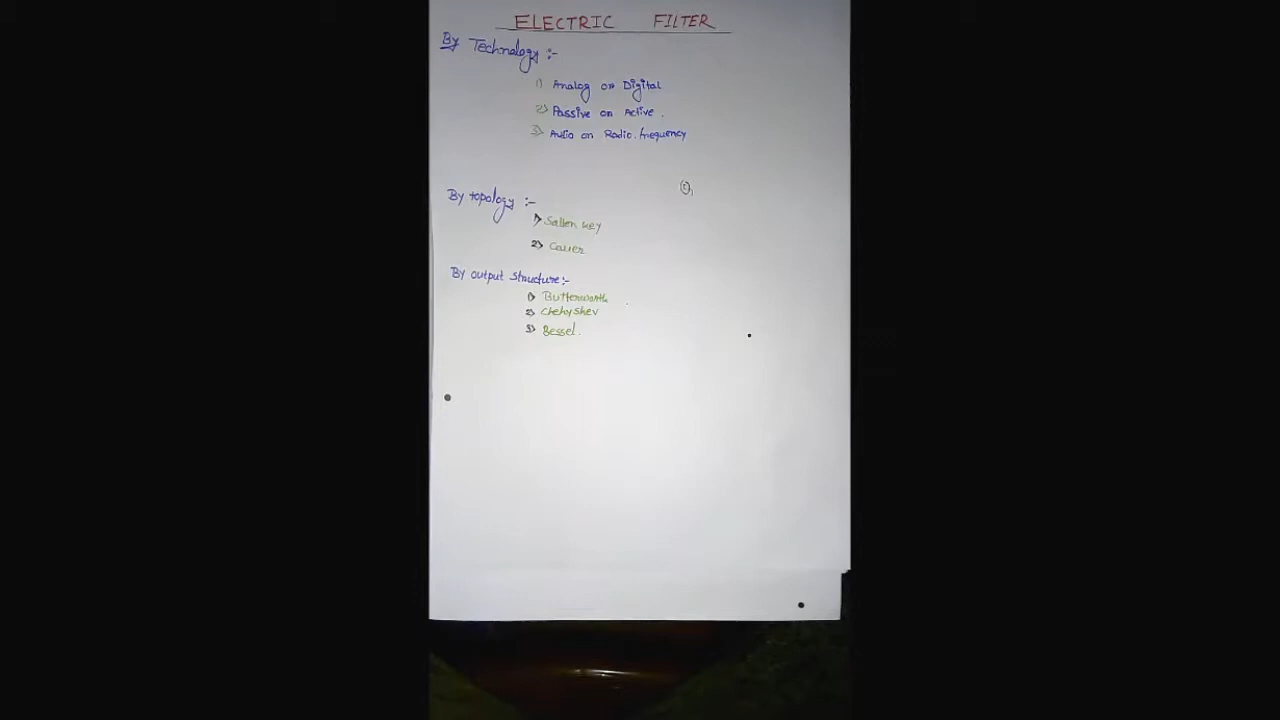 ELECTRIC FILTER
By Technology :-
1) Analog or Digital
2) Passive or Active.
3) Audio or Radio.frequency
By topology :-
1) Sallen key
2) Cauer
By output structure:-
1) Butterworth
2) Chebyshev
3) Bessel.